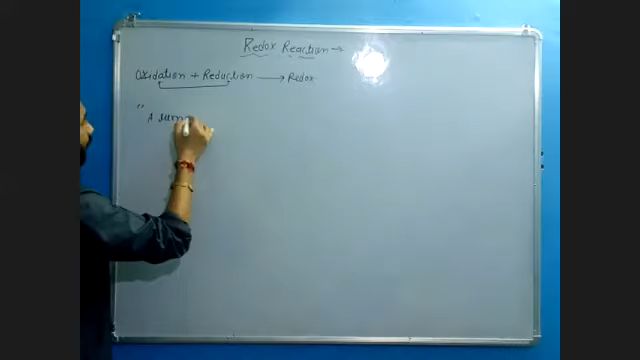 Redox Reaction →
Oxidation + Reduction → Redox
" A